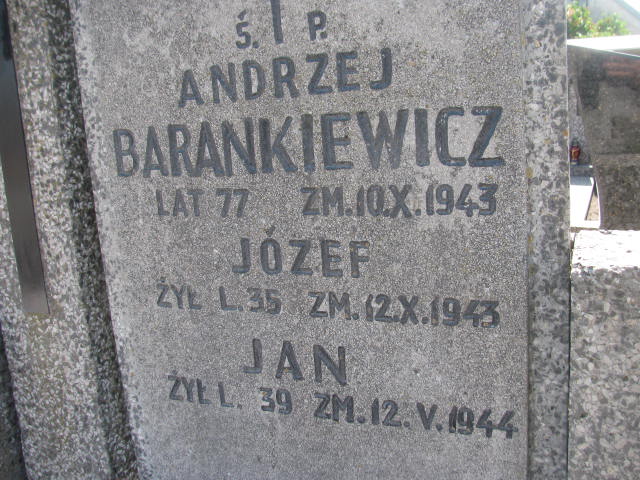 Ś. P.
ANDRZEJ
BARANKIEWICZ
LAT 77 ZM. 10.X.1943
JÓZEF
ŻYŁ L. 35 ZM. 12.X.1943
JAN
ŻYŁ L. 39 ZM. 12.V.1944